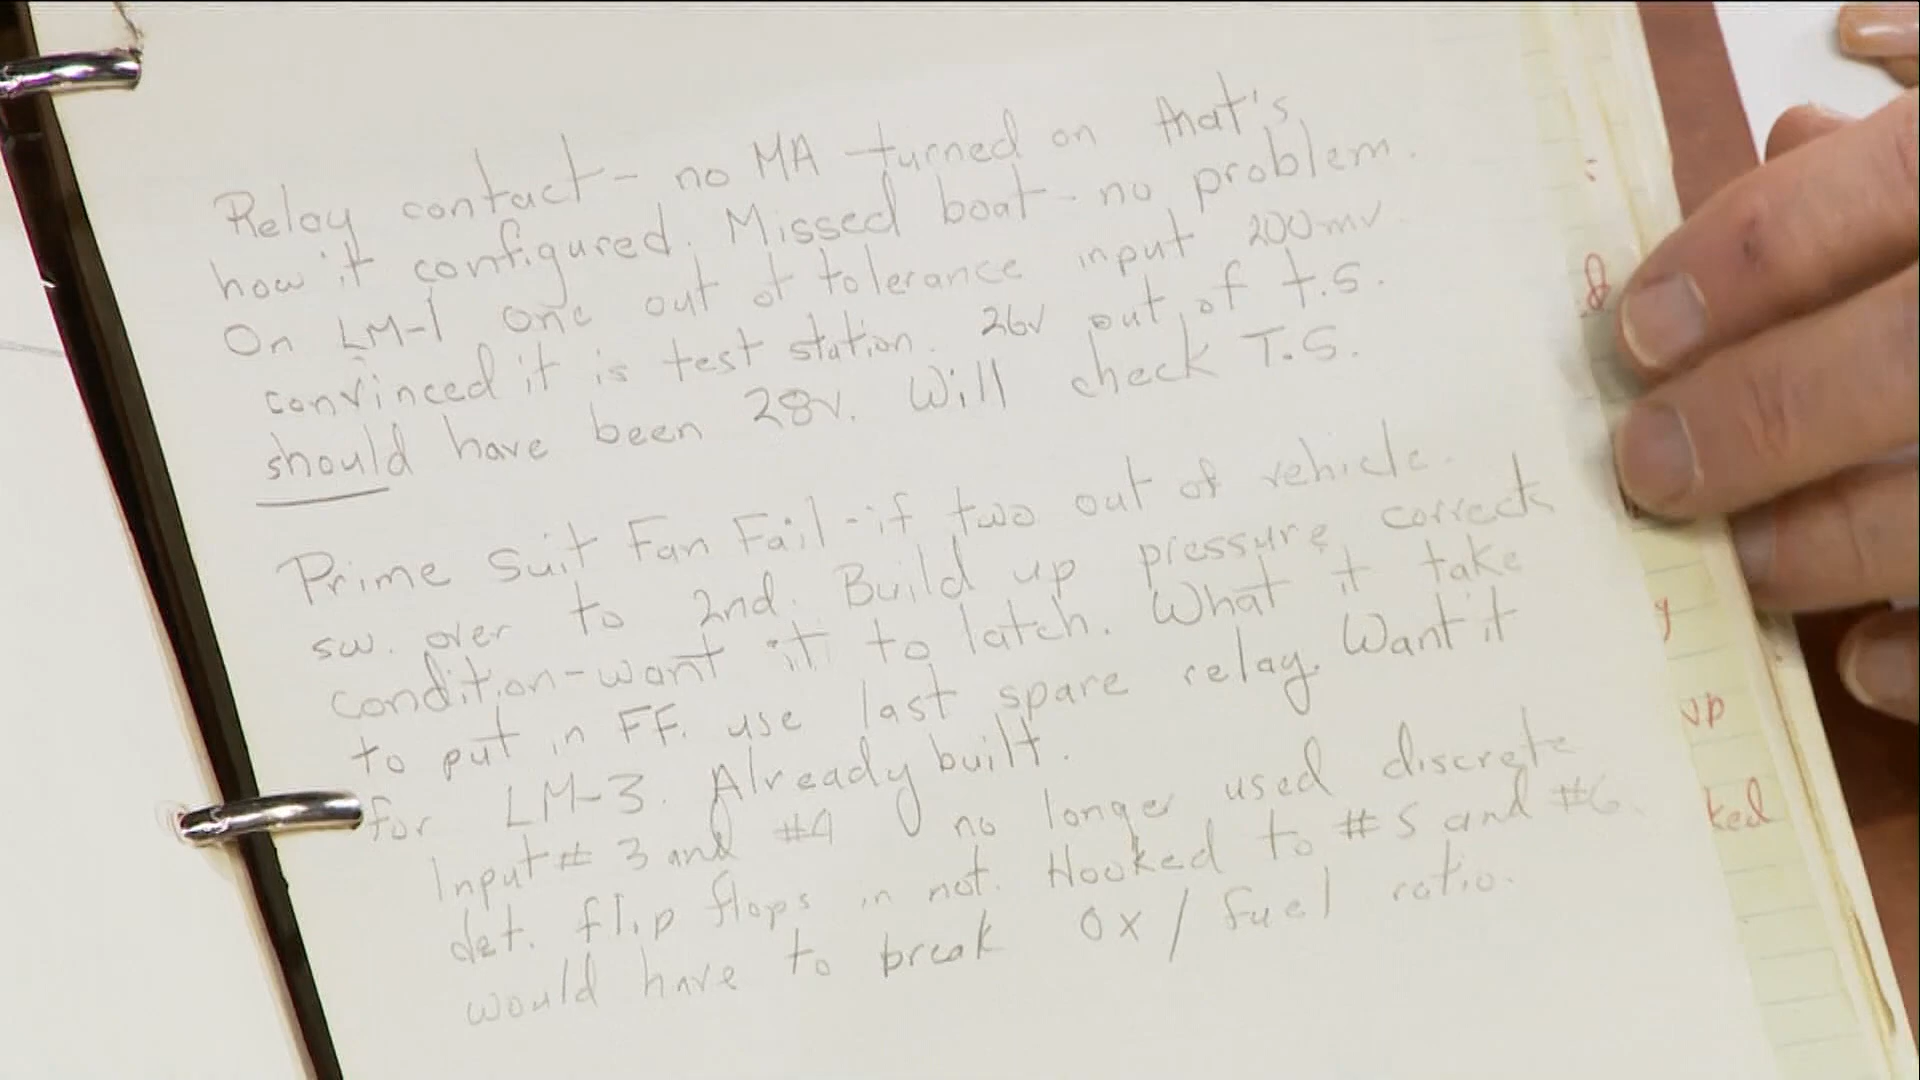 Relay contact - no MA turned on that's
how it configured. Missed boat - no problem.
On LM-1 one out of tolerance input 200mv
convinced it is test station. 26v out of t.s.
should have been 28v. Will check T.S.
Prime Suit Fan Fail - if two out of vehicle.
sw. over to 2nd. Build up pressure corrects
condition - want it to latch. What it take
to put in FF. use last spare relay. Want it
for LM-3. Already built.
Input # 3 and #4 no longer used discrete
det. flip flops in not. Hooked to #5 and #6.
would have to break Ox / fuel ratio.
y
up
ked